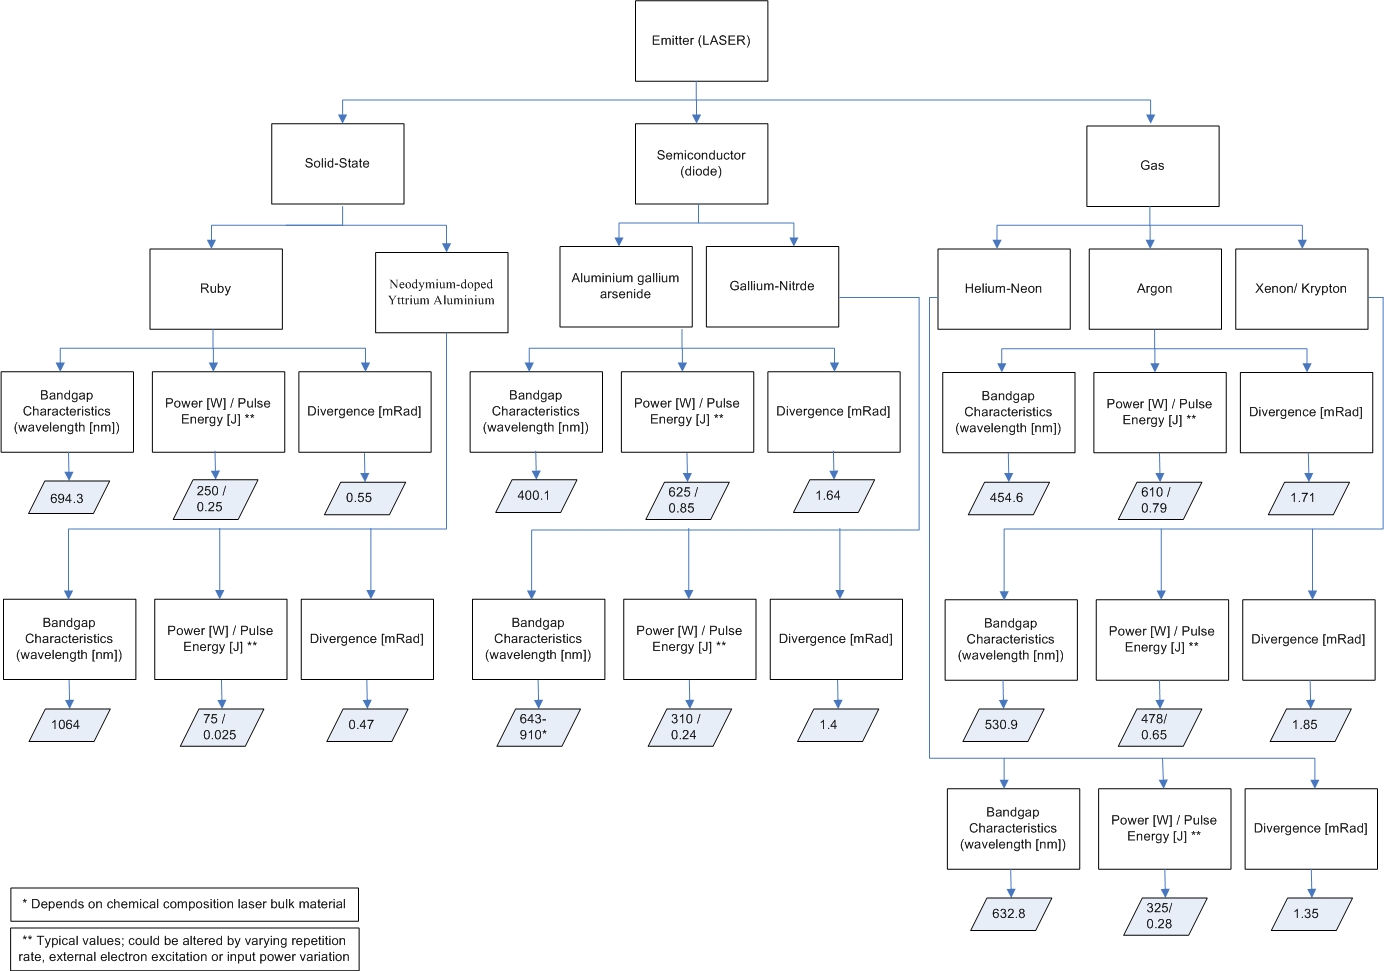 Emitter (LASER)
Solid-State
Semiconductor
(diode)
Gas
Ruby
Neodymium-doped
Yttrium Aluminium
Aluminium gallium
arsenide
Gallium-Nitrde
Helium-Neon
Argon
Xenon/ Krypton
Bandgap
Characteristics
(wavelength [nm])
Power [W] / Pulse
Energy [J] **
Divergence [mRad]
Bandgap
Characteristics
(wavelength [nm])
Power [W] / Pulse
Energy [J] **
Divergence [mRad]
Bandgap
Characteristics
(wavelength [nm])
Power [W] / Pulse
Energy [J] **
Divergence [mRad]
694.3
250 /
0.25
0.55
400.1
625 /
0.85
1.64
454.6
610 /
0.79
1.71
Bandgap
Characteristics
(wavelength [nm])
Power [W] / Pulse
Energy [J] **
Divergence [mRad]
Bandgap
Characteristics
(wavelength [nm])
Power [W] / Pulse
Energy [J] **
Divergence [mRad]
Bandgap
Characteristics
(wavelength [nm])
Power [W] / Pulse
Energy [J] **
Divergence [mRad]
1064
75 /
0.025
0.47
643-
910*
310 /
0.24
1.4
530.9
478/
0.65
1.85
Bandgap
Characteristics
(wavelength [nm])
Power [W] / Pulse
Energy [J] **
Divergence [mRad]
632.8
325/
0.28
1.35
* Depends on chemical composition laser bulk material
** Typical values; could be altered by varying repetition
rate, external electron excitation or input power variation